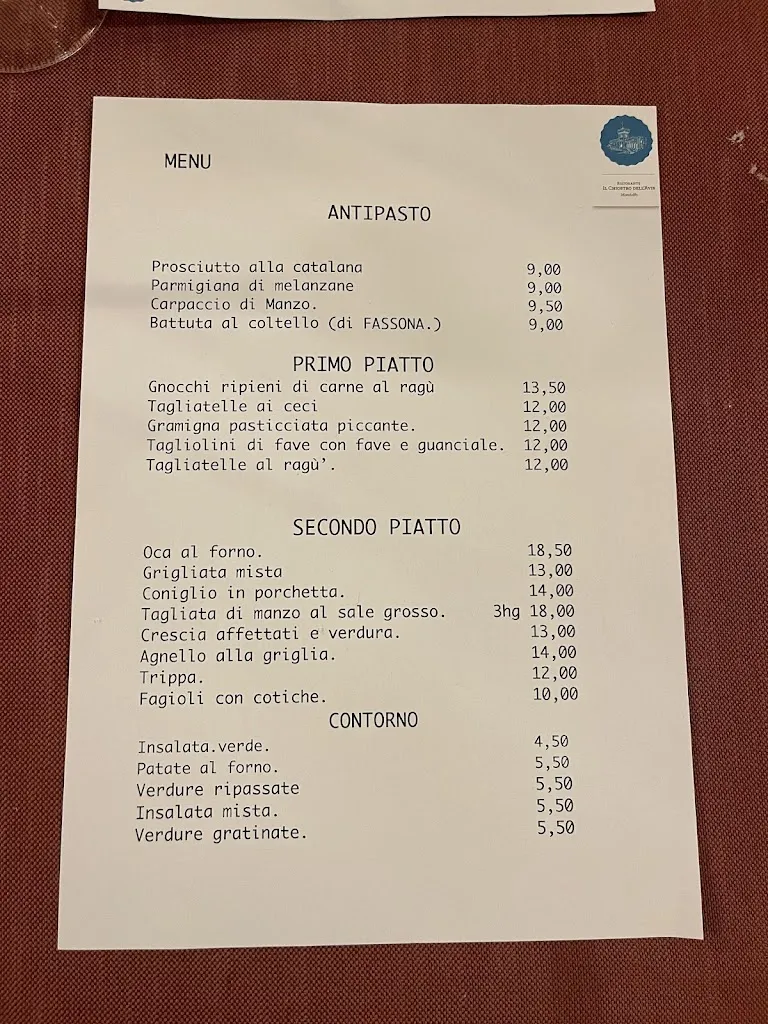 RISTORANTE
MENU
ANTIPASTO
Prosciutto alla catalana 9,00
Parmigiana di melanzane 9,00
Carpaccio di Manzo. 9,50
Battuta al coltello (di FASSONA.) 9,00
PRIMO PIATTO
Gnocchi ripieni di carne al ragù 13,50
Tagliatelle ai ceci 12,00
Gramigna pasticciata piccante. 12,00
Tagliolini di fave con fave e guanciale. 12,00
Tagliatelle al ragù'. 12,00
SECONDO PIATTO
Oca al forno. 18,50
Grigliata mista 13,00
Coniglio in porchetta. 14,00
Tagliata di manzo al sale grosso. 3hg 18,00
Crescia affettati e verdura. 13,00
Agnello alla griglia. 14,00
Trippa. 12,00
Fagioli con cotiche. 10,00
CONTORNO
Insalata.verde. 4,50
Patate al forno. 5,50
Verdure ripassate 5,50
Insalata mista. 5,50
Verdure gratinate. 5,50